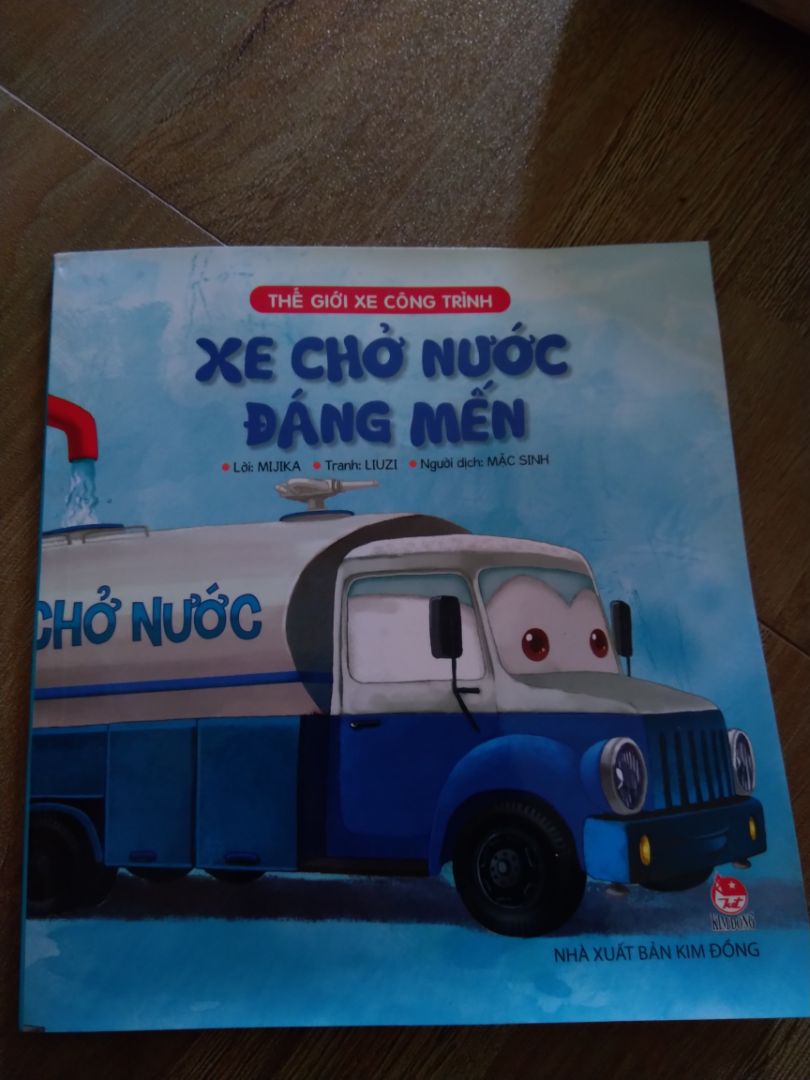 THẾ GIỚI XE CÔNG TRÌNH
XE CHỞ NƯỚC
ĐÁNG MẾN
• Lời: MIJIKA • Tranh: LIUZI • Người dịch: MẶC SINH
CHỞ NƯỚC
KIM ĐỒNG
NHÀ XUẤT BẢN KIM ĐỒNG